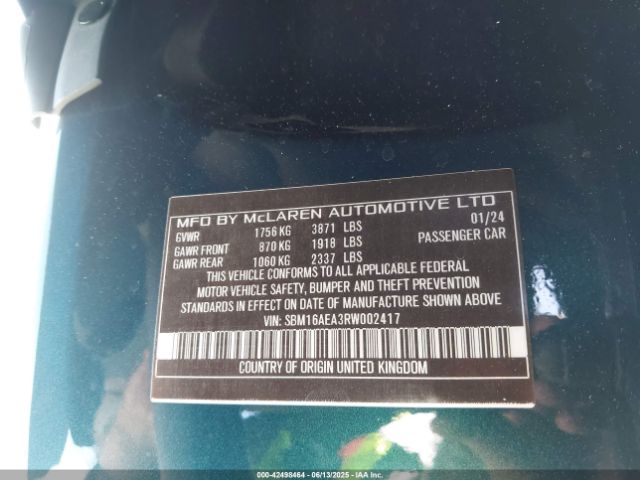 MFD BY McLAREN AUTOMOTIVE LTD
GVWR 1756 KG 3871 LBS 01/24
GAWR FRONT 870 KG 1918 LBS PASSENGER CAR
GAWR REAR 1060 KG 2337 LBS
THIS VEHICLE CONFORMS TO ALL APPLICABLE FEDERAL
MOTOR VEHICLE SAFETY, BUMPER AND THEFT PREVENTION
STANDARDS IN EFFECT ON DATE OF MANUFACTURE SHOWN ABOVE
VIN: SBM16AEA3RW002417
COUNTRY OF ORIGIN UNITED KINGDOM
000-42498464 - 06/13/2025 - iaai.com